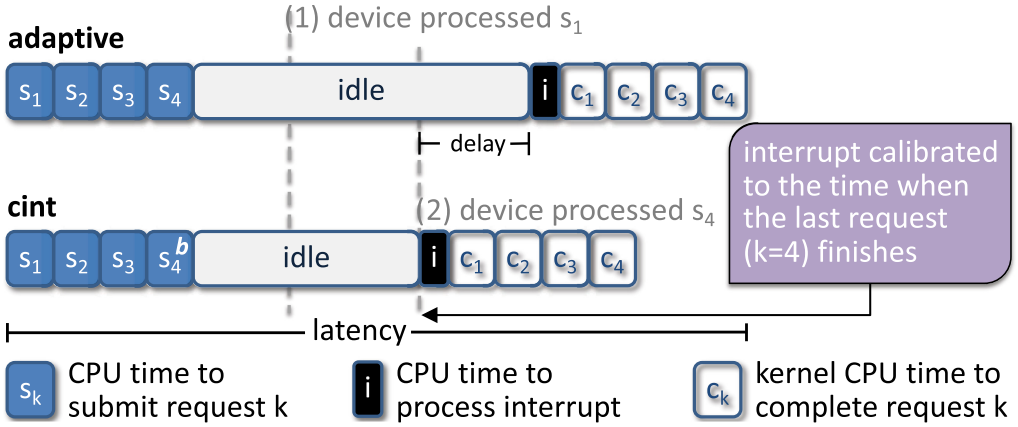 (1) device processed s1
adaptive
s1 s2 s3 s4 idle i c1 c2 c3 c4
delay
interrupt calibrated
to the time when
the last request
(k=4) finishes
cint
(2) device processed s4
s1 s2 s3 s4b idle i c1 c2 c3 c4
latency
sk CPU time to
submit request k
i CPU time to
process interrupt
ck kernel CPU time to
complete request k